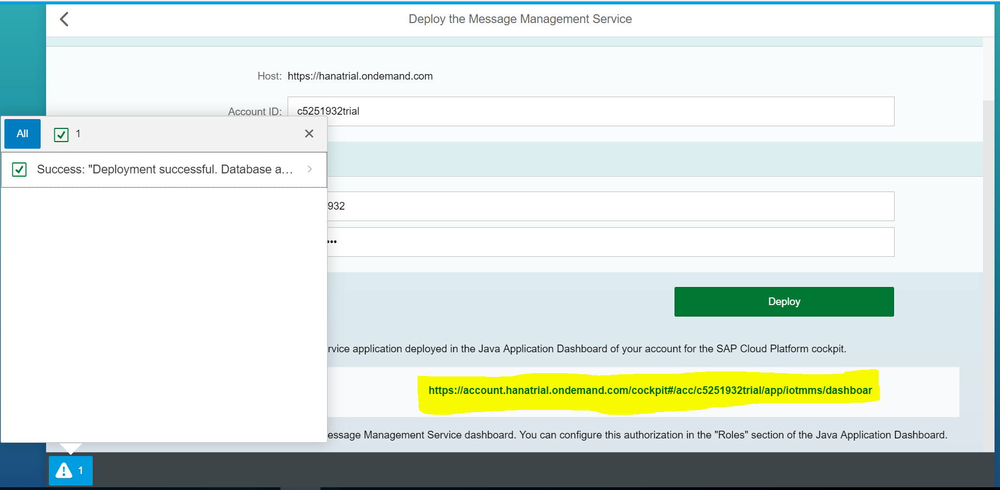 Deploy the Message Management Service
Host: https://hanatrial.ondemand.com
Account ID: c5251932trial
All 1
Success: "Deployment successful. Database a...
932
•••
Deploy
rvice application deployed in the Java Application Dashboard of your account for the SAP Cloud Platform cockpit.
https://account.hanatrial.ondemand.com/cockpit#/acc/c5251932trial/app/iotmms/dashboar
essage Management Service dashboard. You can configure this authorization in the "Roles" section of the Java Application Dashboard.
1